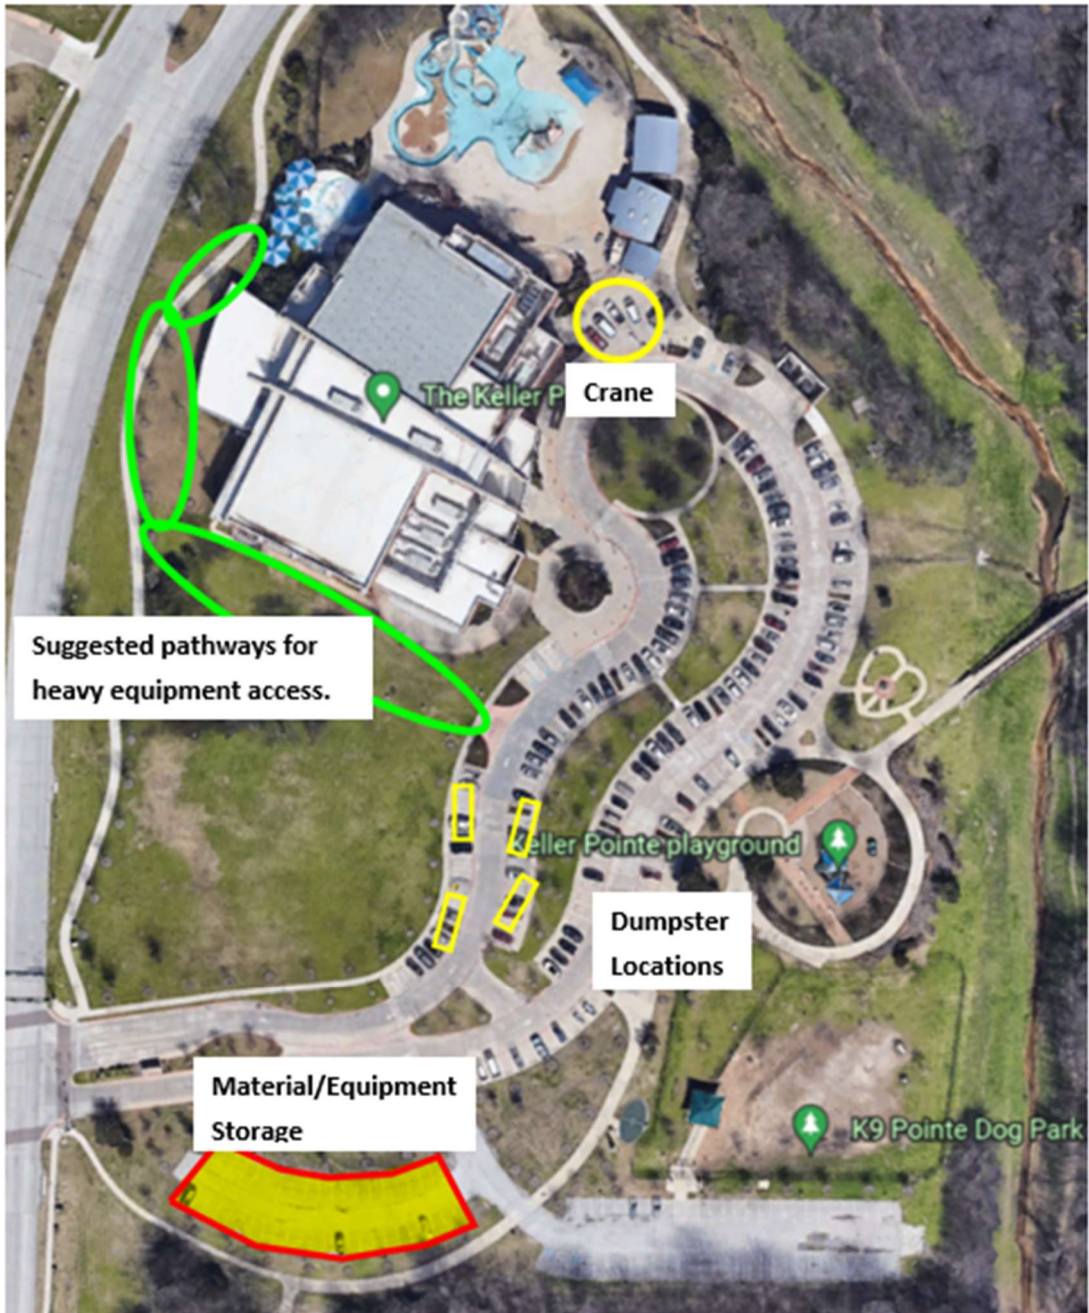 The Keller P
Crane
Suggested pathways for
heavy equipment access.
Keller Pointe playground
Dumpster
Locations
Material/Equipment
Storage
K9 Pointe Dog Park